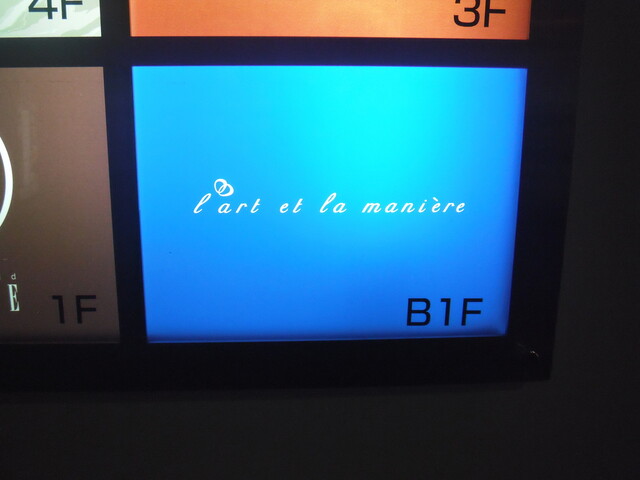 4F
3F
l'art et la manière
B1F
1F
d
E